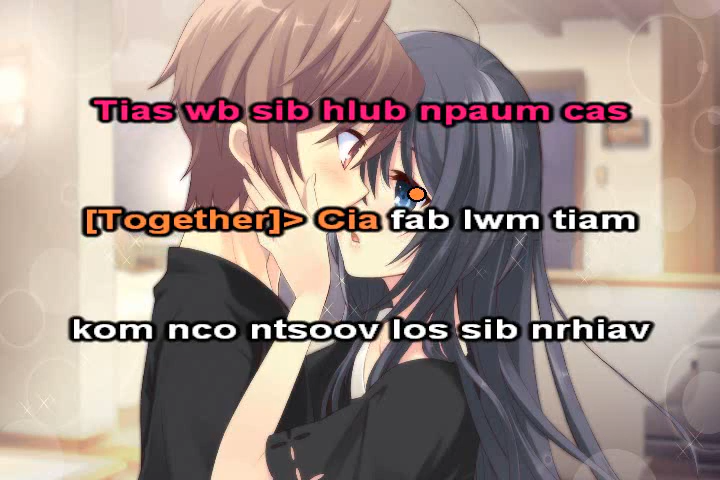 Tias wb sib hlub npaum cas
[Together]> Cia fab lwm tiam
kom nco ntsoov los sib nrhiav